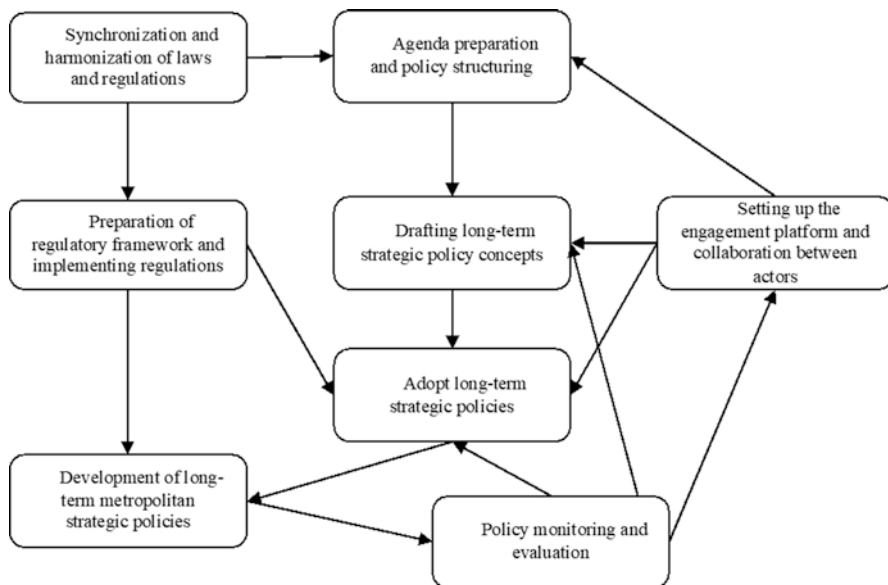 Synchronization and
harmonization of laws
and regulations
Agenda preparation
and policy structuring
Preparation of
regulatory framework and
implementing regulations
Drafting long-term
strategic policy concepts
Setting up the
engagement platform and
collaboration between
actors
Adopt long-term
strategic policies
Development of long-
term metropolitan
strategic policies
Policy monitoring and
evaluation